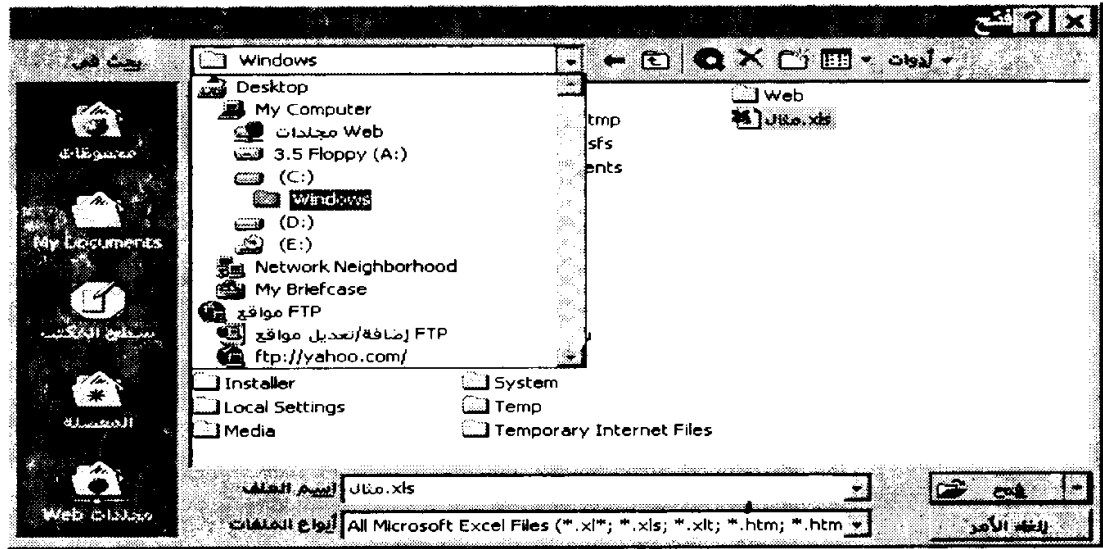 فتح
بحث في
Windows
أدوات
Desktop
My Computer
مجلدات Web
3.5 Floppy (A:)
(C:)
Windows
(D:)
(E:)
Network Neighborhood
My Briefcase
مواقع FTP
إضافة/تعديل مواقع FTP
ftp://yahoo.com/
Web
tmp
مثال.xls
sfs
ents
Installer
System
Local Settings
Temp
Media
Temporary Internet Files
محفوظات
My Documents
سطح المكتب
المفضلة
مجلدات Web
اسم الملف
مثال.xls
فتح
أنواع الملفات
All Microsoft Excel Files (*.xl*; *.xls; *.xlt; *.htm; *.htm
إلغاء الأمر